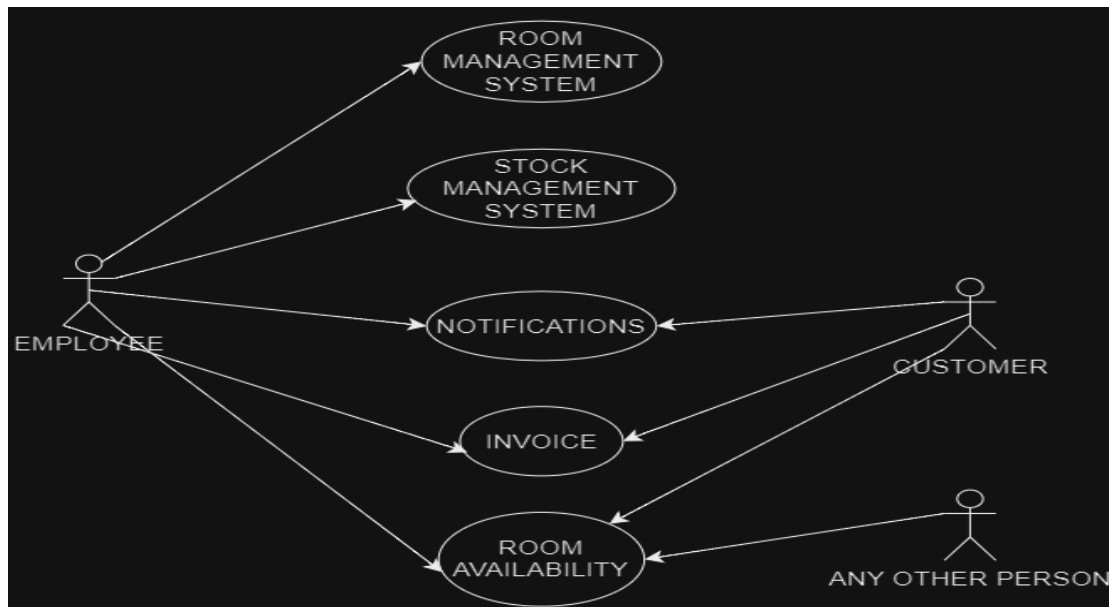 ROOM
MANAGEMENT
SYSTEM
STOCK
MANAGEMENT
SYSTEM
EMPLOYEE
NOTIFICATIONS
CUSTOMER
INVOICE
ROOM
AVAILABILITY
ANY OTHER PERSON